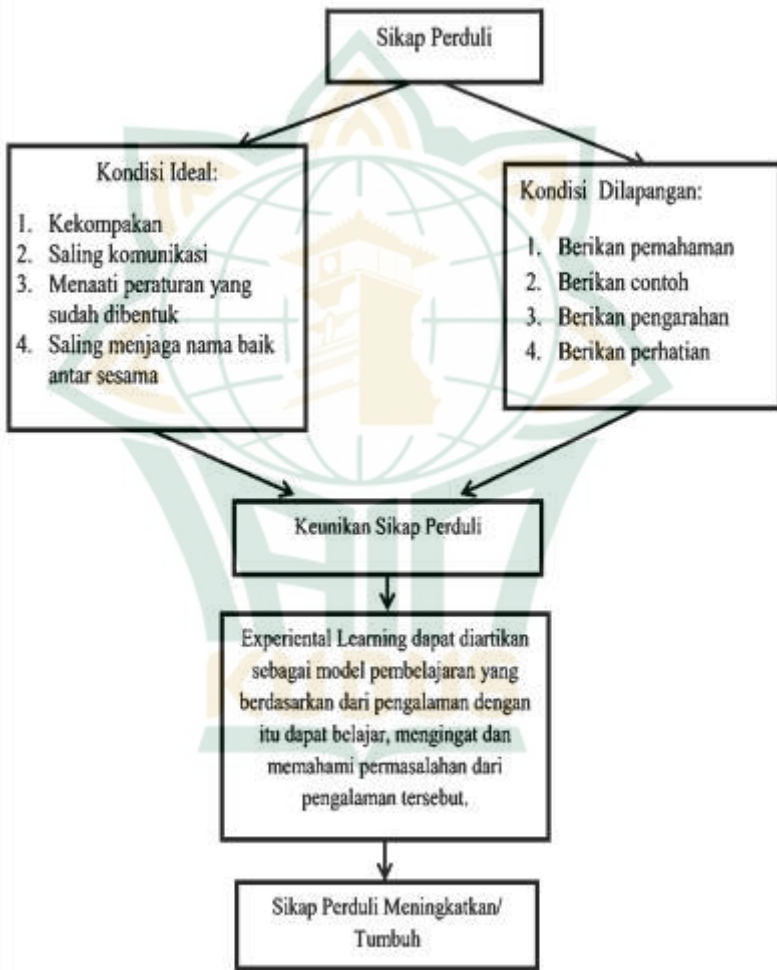 Sikap Perduli
Kondisi Ideal:
1. Kekompakan
2. Saling komunikasi
3. Menaati peraturan yang
sudah dibentuk
4. Saling menjaga nama baik
antar sesama
Kondisi Dilapangan:
1. Berikan pemahaman
2. Berikan contoh
3. Berikan pengarahan
4. Berikan perhatian
Keunikan Sikap Perduli
Experiental Learning dapat diartikan
sebagai model pembelajaran yang
berdasarkan dari pengalaman dengan
itu dapat belajar, mengingat dan
memahami permasalahan dari
pengalaman tersebut.
Sikap Perduli Meningkatkan/
Tumbuh
KUDUS